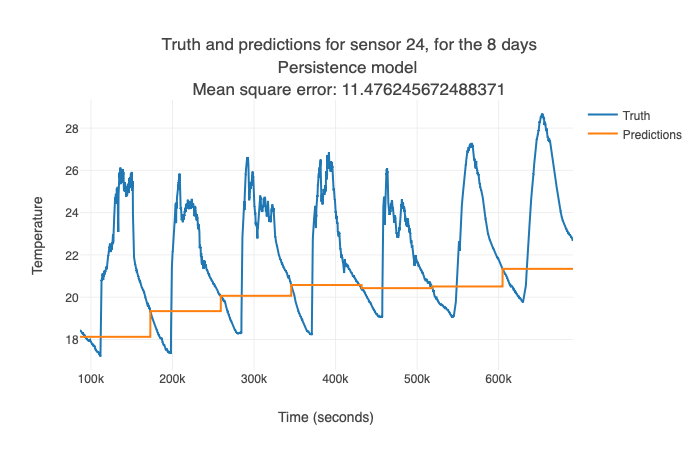 Truth and predictions for sensor 24, for the 8 days
Persistence model
Mean square error: 11.476245672488371
Truth
Predictions
Temperature
28
26
24
22
20
18
100k
200k
300k
400k
500k
600k
Time (seconds)